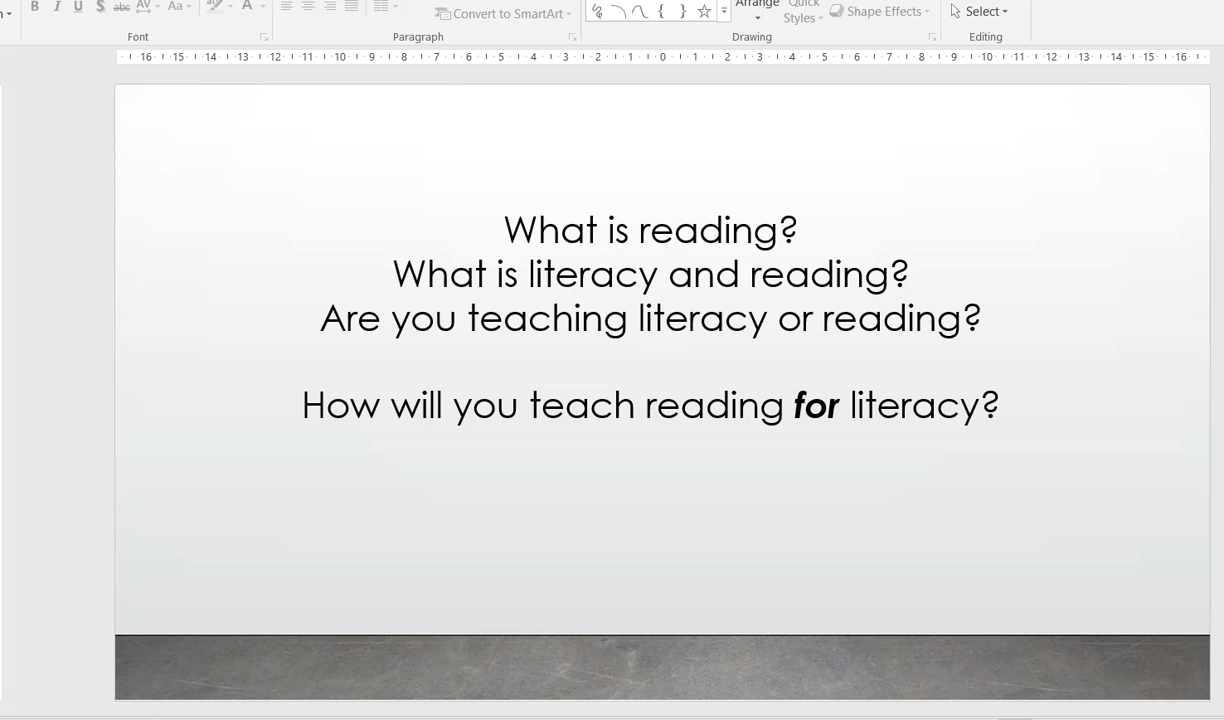 B I U S abc AV Aa A Convert to SmartArt Arrange Quick Styles Shape Effects Select
Font Paragraph Drawing Editing
16 15 14 13 12 11 10 9 8 7 6 5 4 3 2 1 0 1 2 3 4 5 6 7 8 9 10 11 12 13 14 15 16
What is reading?
What is literacy and reading?
Are you teaching literacy or reading?
How will you teach reading for literacy?